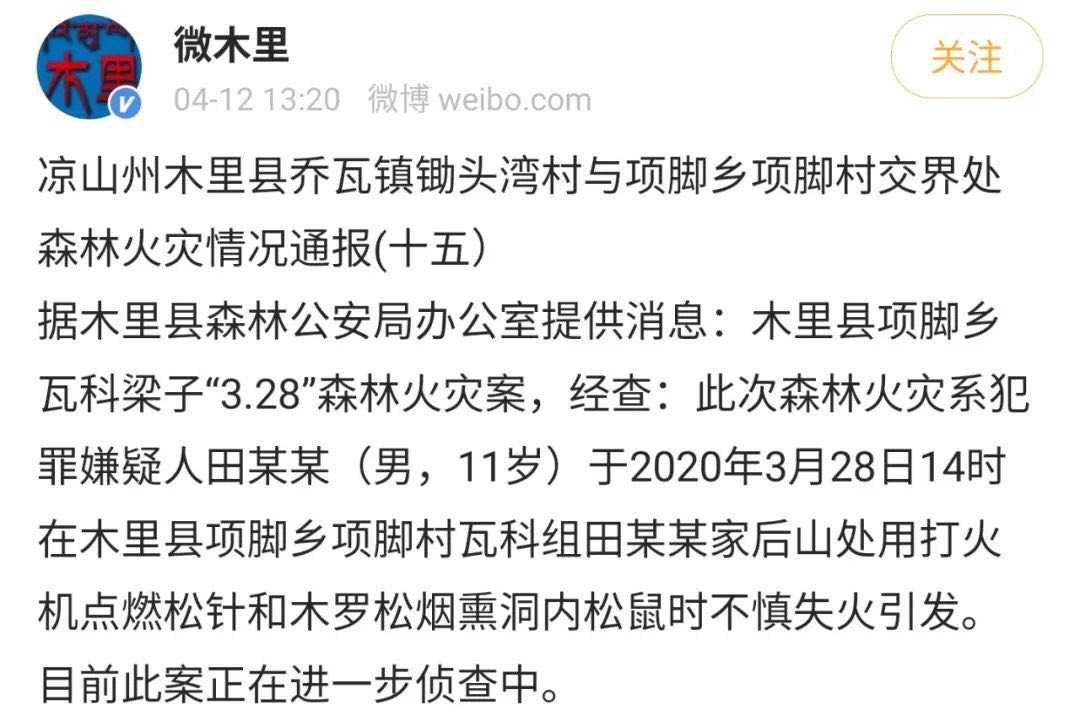 木里
微木里
关注
04-12 13:20 微博 weibo.com
凉山州木里县乔瓦镇锄头湾村与项脚乡项脚村交界处
森林火灾情况通报(十五）
据木里县森林公安局办公室提供消息：木里县项脚乡
瓦科梁子“3.28”森林火灾案，经查：此次森林火灾系犯
罪嫌疑人田某某（男，11岁）于2020年3月28日14时
在木里县项脚乡项脚村瓦科组田某某家后山处用打火
机点燃松针和木罗松烟熏洞内松鼠时不慎失火引发。
目前此案正在进一步侦查中。